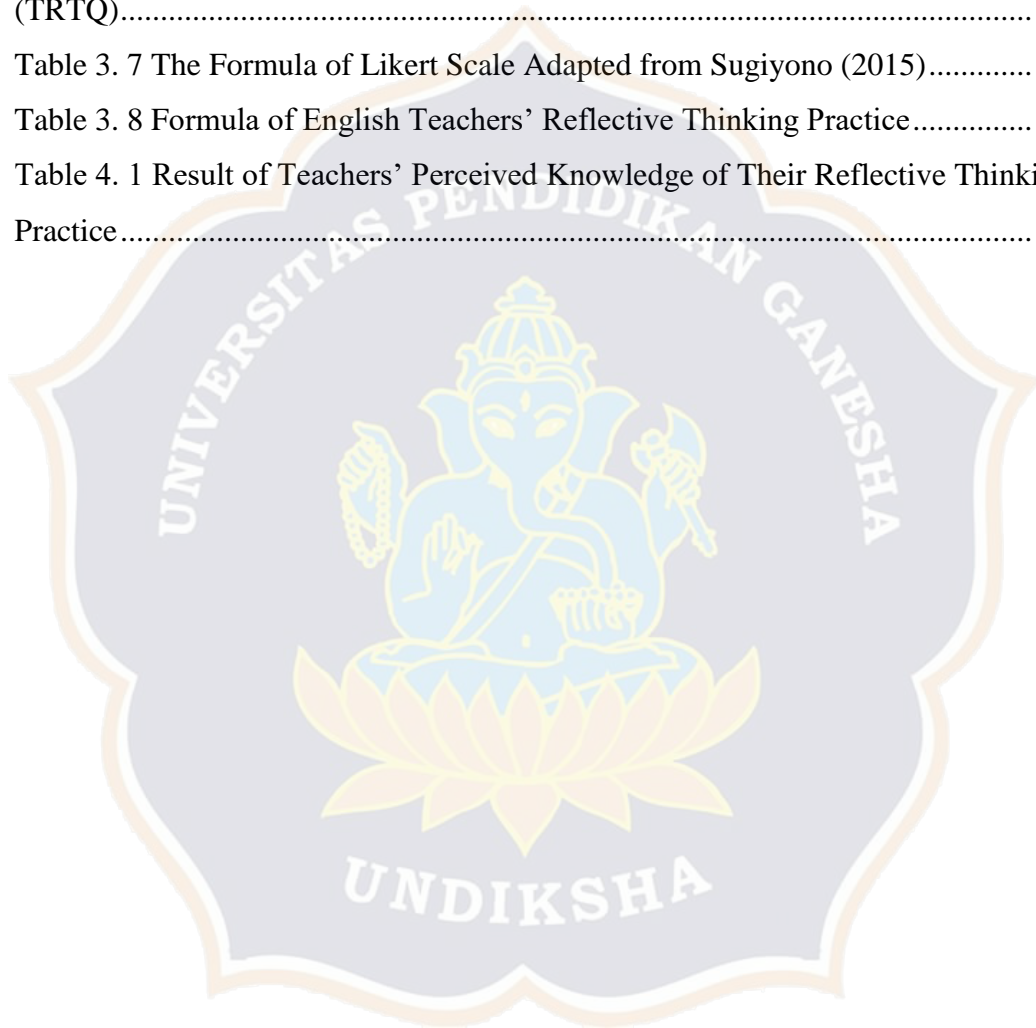 (TRTQ)........................................................................................................................
Table 3. 7 The Formula of Likert Scale Adapted from Sugiyono (2015).............
Table 3. 8 Formula of English Teachers’ Reflective Thinking Practice...............
Table 4. 1 Result of Teachers’ Perceived Knowledge of Their Reflective Thinki
Practice........................................................................................................................
UNIVERSITAS PENDIDIKAN GANESHA
UNDIKSHA